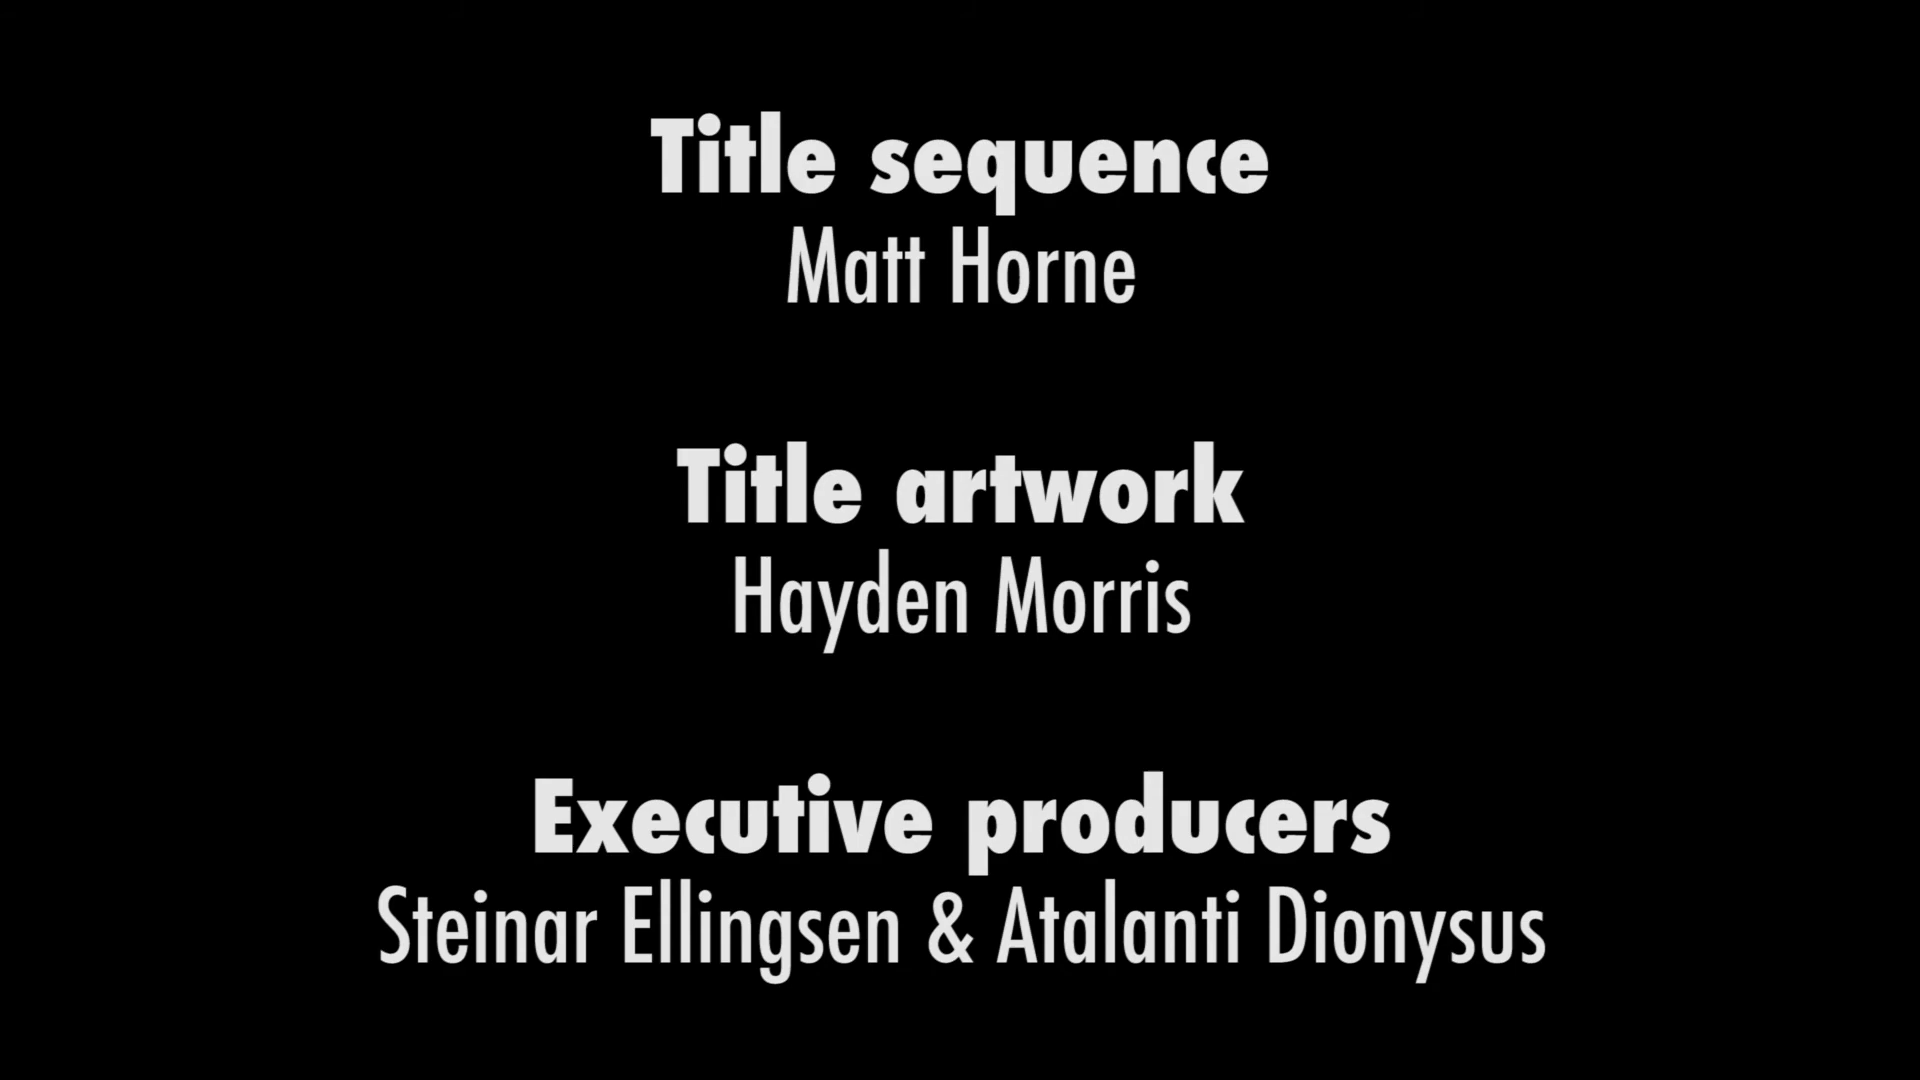 Title sequence
Matt Horne
Title artwork
Hayden Morris
Executive producers
Steinar Ellingsen & Atalanti Dionysus